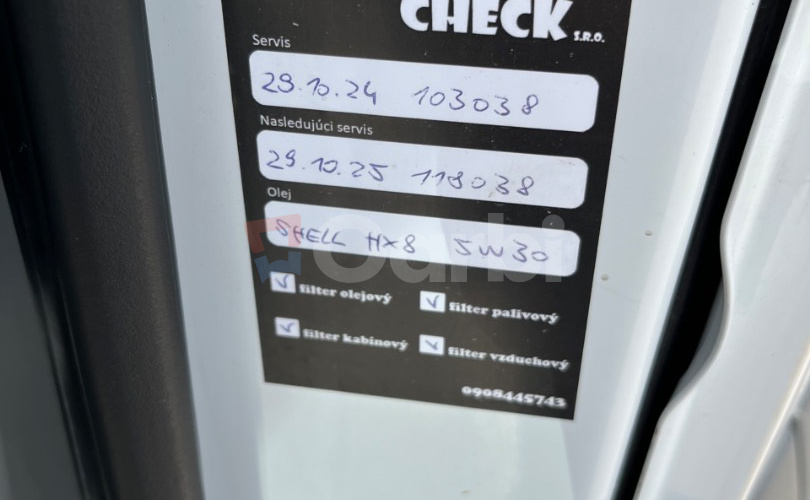 CHECK S.R.O.
Servis
29.10.24 103038
Nasledujúci servis
29.10.25 118038
Olej
SHELL HX8 5W30
filter olejový
filter palivový
filter kabínový
filter vzduchový
0908445743